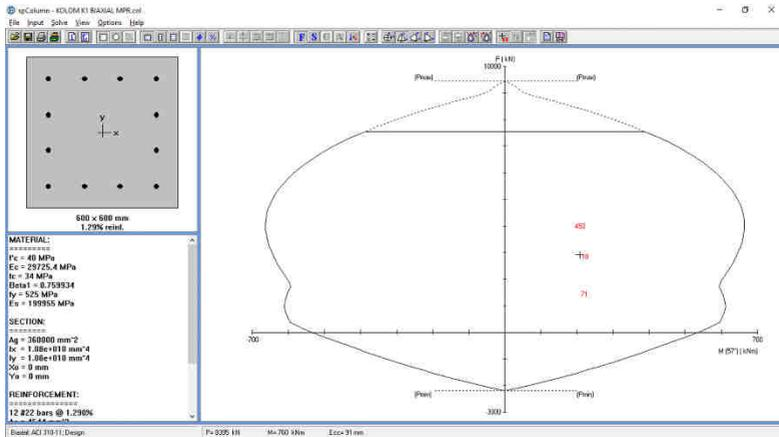 spColumn - KOLOM K1 BIAXIAL MPR.col
File Input Solve View Options Help
P ( kN)
10000
(Pmax)
(Pmax)
y
x
600 x 600 mm
1.29% reinf.
MATERIAL:
=========
f'c = 40 MPa
Ec = 29725.4 MPa
fc = 34 MPa
Beta1 = 0.759934
fy = 525 MPa
Es = 199955 MPa
SECTION:
========
Ag = 360000 mm^2
Ix = 1.08e+010 mm^4
Iy = 1.08e+010 mm^4
Xo = 0 mm
Yo = 0 mm
REINFORCEMENT:
==============
12 #22 bars @ 1.290%
71
-700
700
M (57°) ( kNm)
(Pmin)
(Pmin)
-3000
Biaxial; ACI 318-11; Design
P= 8395 kN M= 760 kNm Ecc= 91 mm